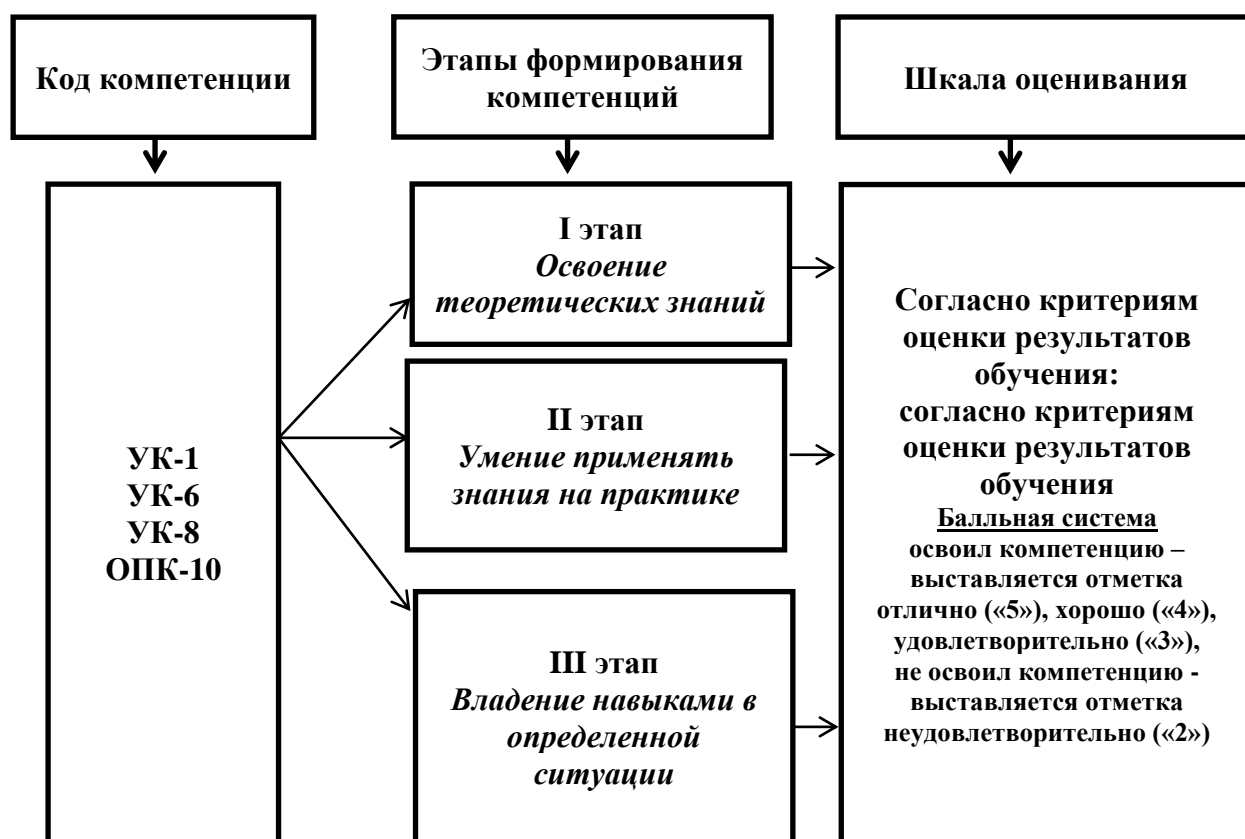 Код компетенции
Этапы формирования
компетенций
Шкала оценивания
УК-1
УК-6
УК-8
ОПК-10
I этап
Освоение
теоретических знаний
II этап
Умение применять
знания на практике
III этап
Владение навыками в
определенной
ситуации
Согласно критериям
оценки результатов
обучения:
согласно критериям
оценки результатов
обучения
Балльная система
освоил компетенцию –
выставляется отметка
отлично («5»), хорошо («4»),
удовлетворительно («3»),
не освоил компетенцию -
выставляется отметка
неудовлетворительно («2»)